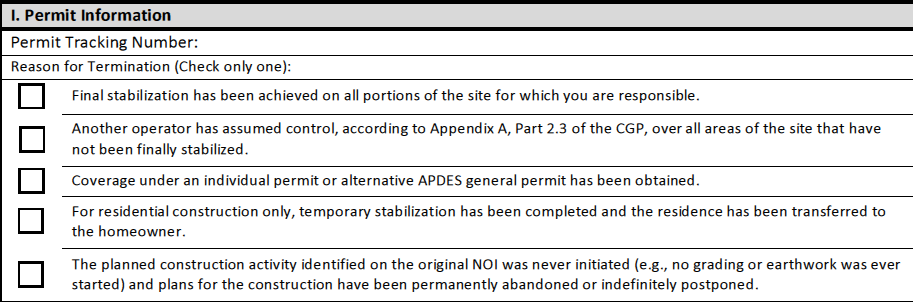 I. Permit Information
Permit Tracking Number:
Reason for Termination (Check only one):
Final stabilization has been achieved on all portions of the site for which you are responsible.
Another operator has assumed control, according to Appendix A, Part 2.3 of the CGP, over all areas of the site that have
not been finally stabilized.
Coverage under an individual permit or alternative APDES general permit has been obtained.
For residential construction only, temporary stabilization has been completed and the residence has been transferred to
the homeowner.
The planned construction activity identified on the original NOI was never initiated (e.g., no grading or earthwork was ever
started) and plans for the construction have been permanently abandoned or indefinitely postponed.